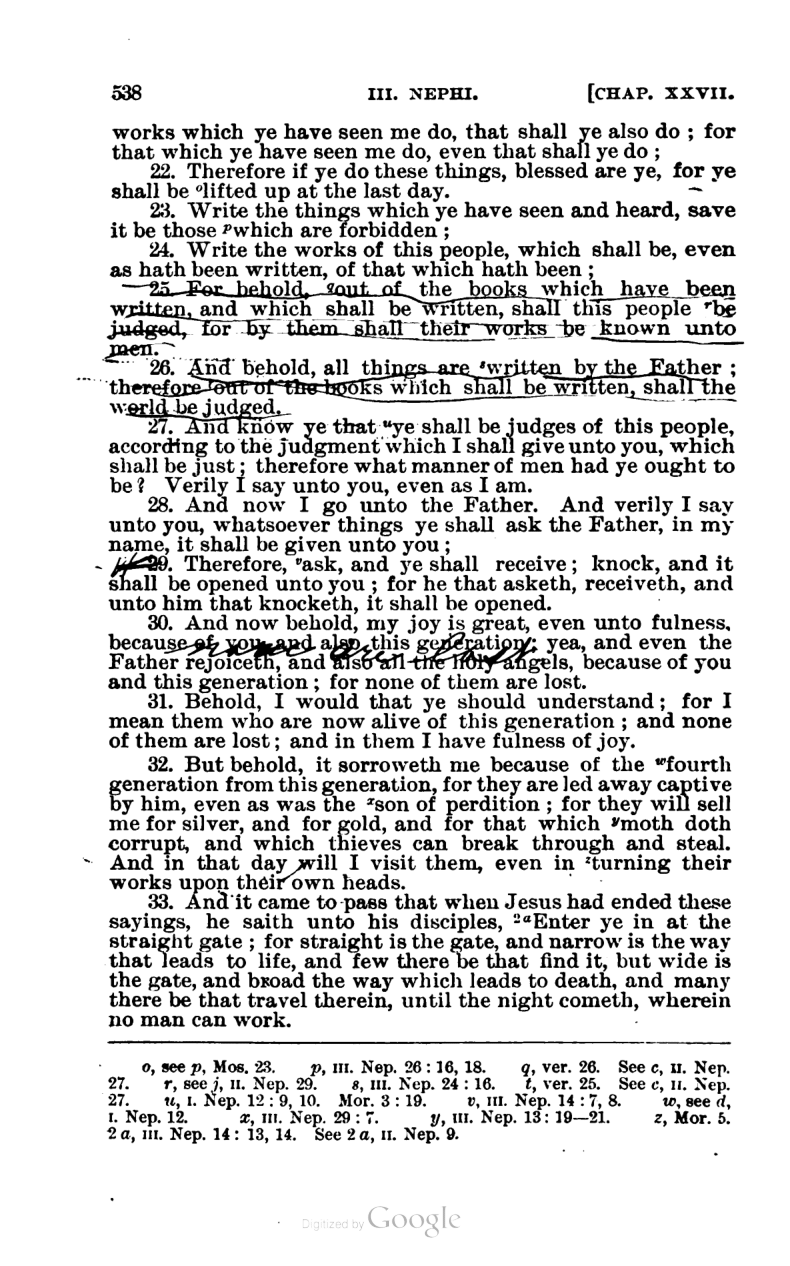 538 III. NEPHI. [CHAP. XXVII.
works which ye have seen me do, that shall ye also do ; for
that which ye have seen me do, even that shall ye do ;
22. Therefore if ye do these things, blessed are ye, for ye
shall be ᵒlifted up at the last day.
23. Write the things which ye have seen and heard, save
it be those ᵖwhich are forbidden ;
24. Write the works of this people, which shall be, even
as hath been written, of that which hath been ;
25. For behold, qout of the books which have been
written, and which shall be written, shall this people ʳbe
judged, for by them shall their works be known unto
men.
26. And behold, all things are ˢwritten by the Father ;
therefore ᵗout of the books which shall be written, shall the
world be judged.
27. And know ye that ᵘye shall be judges of this people,
according to the judgment which I shall give unto you, which
shall be just ; therefore what manner of men had ye ought to
be ? Verily I say unto you, even as I am.
28. And now I go unto the Father. And verily I say
unto you, whatsoever things ye shall ask the Father, in my
name, it shall be given unto you ;
29. Therefore, ᵛask, and ye shall receive ; knock, and it
shall be opened unto you ; for he that asketh, receiveth, and
unto him that knocketh, it shall be opened.
30. And now behold, my joy is great, even unto fulness,
because of you, and also this generation ; yea, and even the
Father rejoiceth, and also all the holy angels, because of you
and this generation ; for none of them are lost.
31. Behold, I would that ye should understand ; for I
mean them who are now alive of this generation ; and none
of them are lost ; and in them I have fulness of joy.
32. But behold, it sorroweth me because of the ʷfourth
generation from this generation, for they are led away captive
by him, even as was the ˣson of perdition ; for they will sell
me for silver, and for gold, and for that which ʸmoth doth
corrupt, and which thieves can break through and steal.
And in that day will I visit them, even in ᶻturning their
works upon their own heads.
33. And it came to pass that when Jesus had ended these
sayings, he saith unto his disciples, ²ᵃEnter ye in at the
straight gate ; for straight is the gate, and narrow is the way
that leads to life, and few there be that find it, but wide is
the gate, and broad the way which leads to death, and many
there be that travel therein, until the night cometh, wherein
no man can work.
o, see p, Mos. 23. p, III. Nep. 26 : 16, 18. q, ver. 26. See c, II. Nep.
27. r, see j, II. Nep. 29. s, III. Nep. 24 : 16. t, ver. 25. See c, II. Nep.
27. u, I. Nep. 12 : 9, 10. Mor. 3 : 19. v, III. Nep. 14 : 7, 8. w, see d,
I. Nep. 12. x, III. Nep. 29 : 7. y, III. Nep. 13 : 19—21. z, Mor. 5.
2 a, III. Nep. 14 : 13, 14. See 2 a, II. Nep. 9.
Digitized by Google